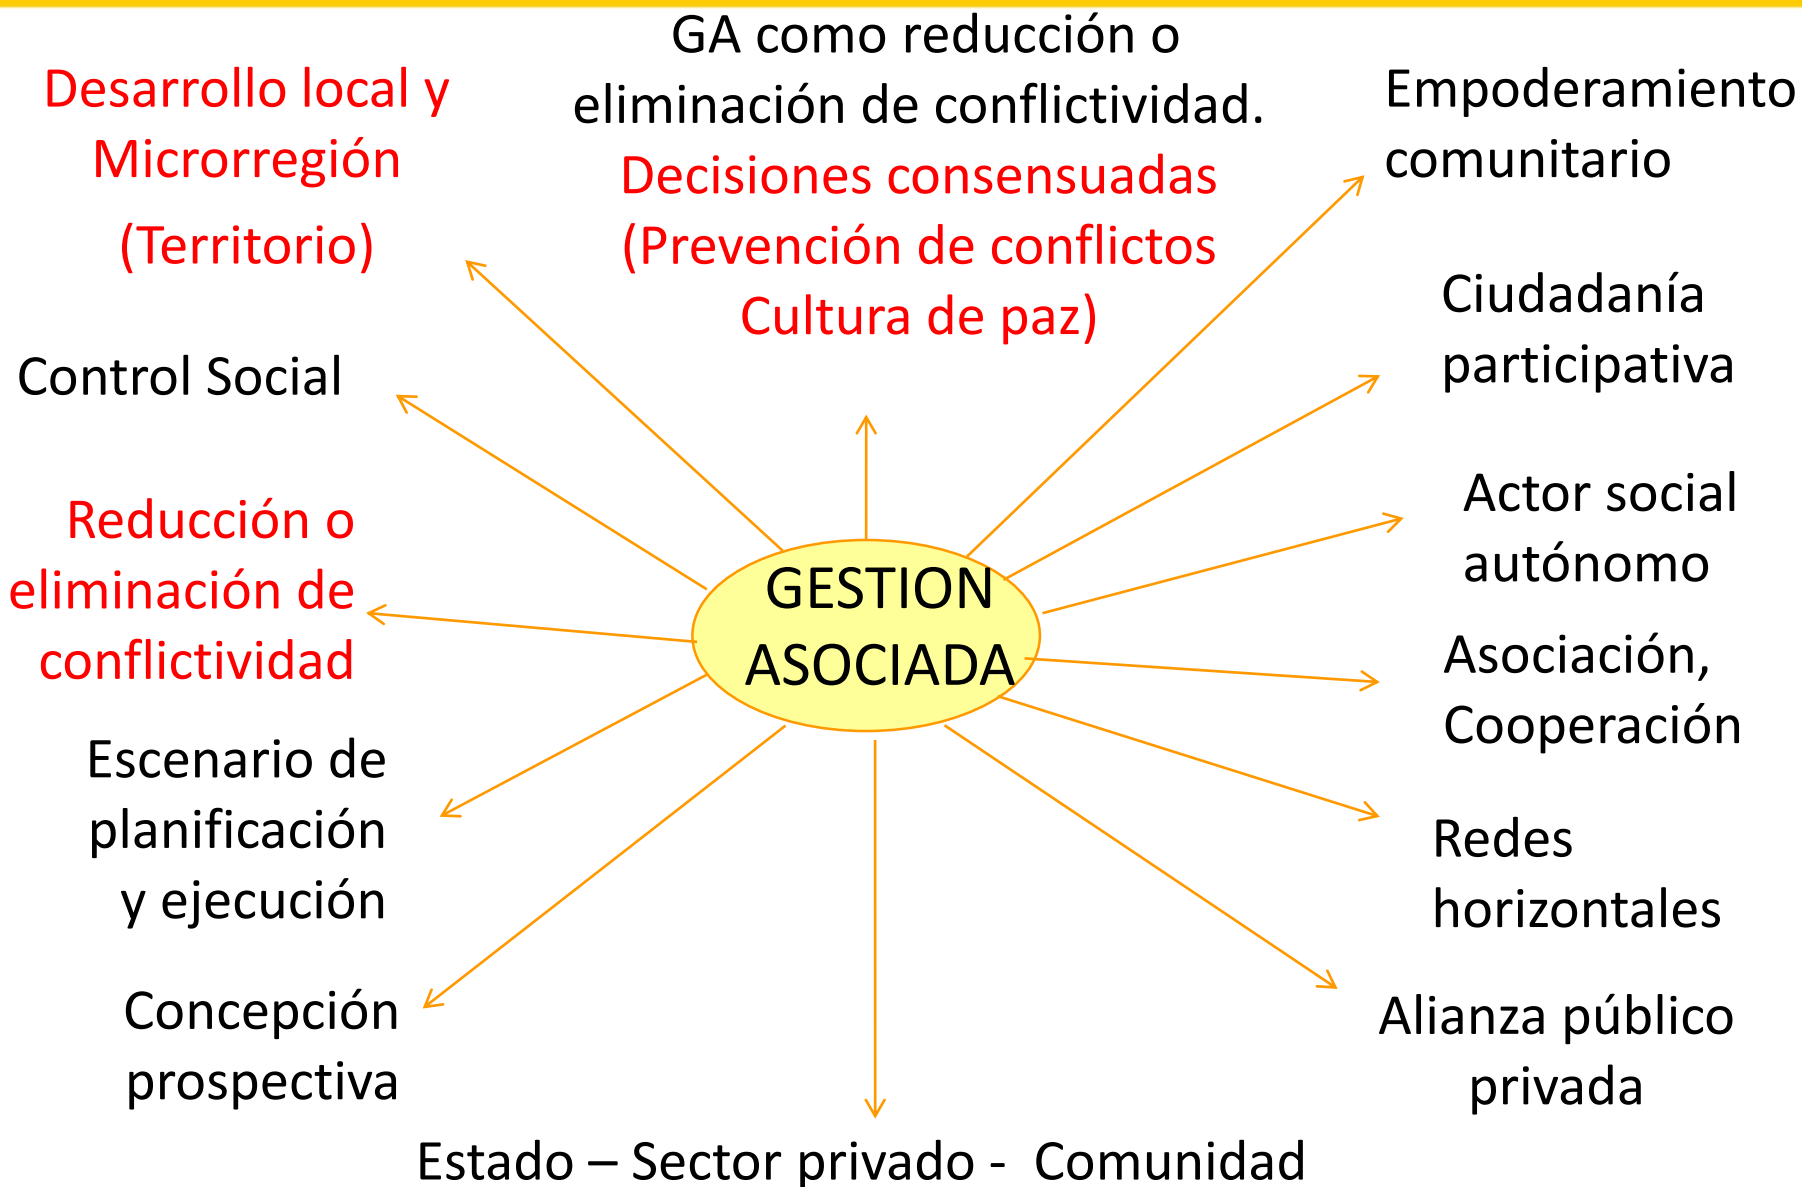 GA como reducción o
eliminación de conflictividad.
Decisiones consensuadas
(Prevención de conflictos
Cultura de paz)
Desarrollo local y
Microrregión
(Territorio)
Control Social
Reducción o
eliminación de
conflictividad
Escenario de
planificación
y ejecución
Concepción
prospectiva
GESTION
ASOCIADA
Empoderamiento
comunitario
Ciudadanía
participativa
Actor social
autónomo
Asociación,
Cooperación
Redes
horizontales
Alianza público
privada
Estado – Sector privado -  Comunidad